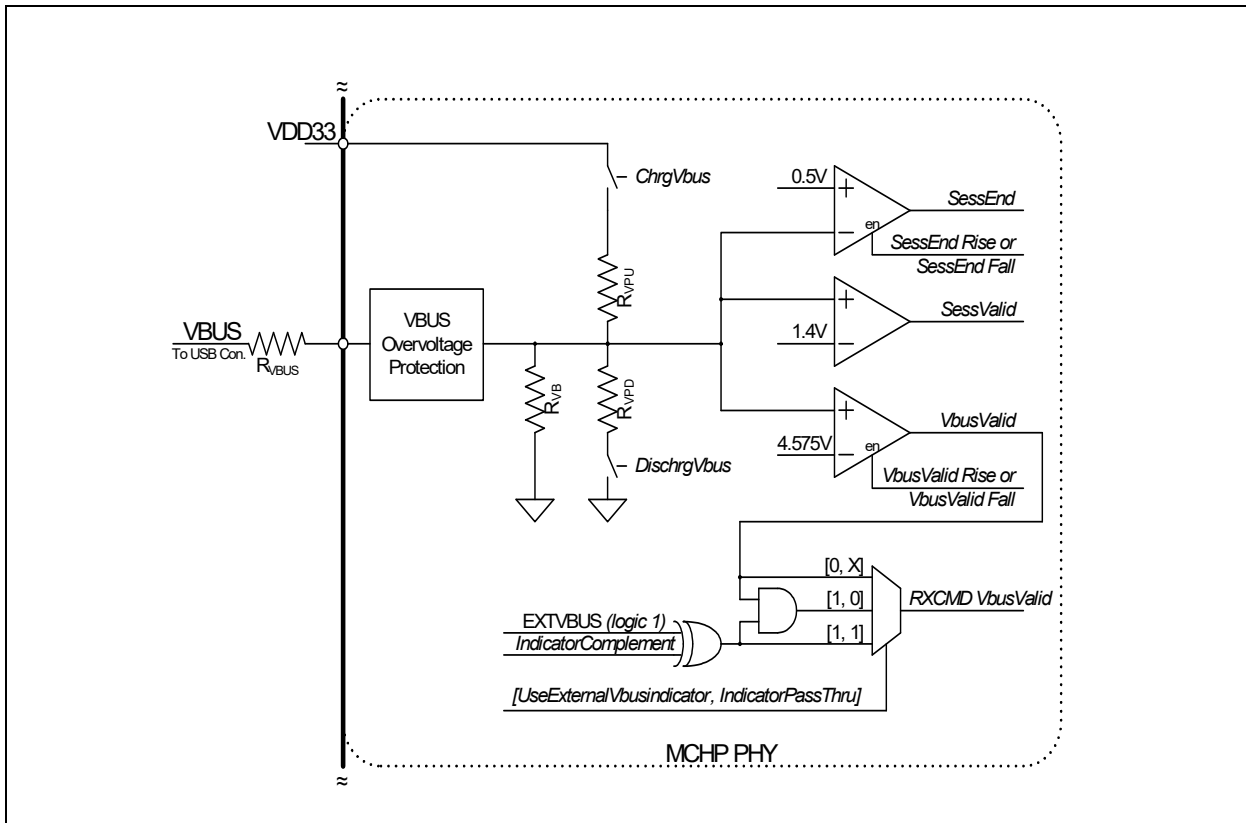 ≈
VDD33
ChrgVbus
0.5V
+
SessEnd
en
−
SessEnd Rise or
SessEnd Fall
RVPU
+
SessValid
1.4V
−
VBUS
To USB Con.
RVBUS
VBUS
Overvoltage
Protection
RVB
RVPD
+
VbusValid
4.575V
en
−
DischrgVbus
VbusValid Rise or
VbusValid Fall
[0, X]
[1, 0]
RXCMD VbusValid
EXTVBUS (logic 1)
[1, 1]
IndicatorComplement
[UseExternalVbusindicator, IndicatorPassThru]
MCHP PHY
≈